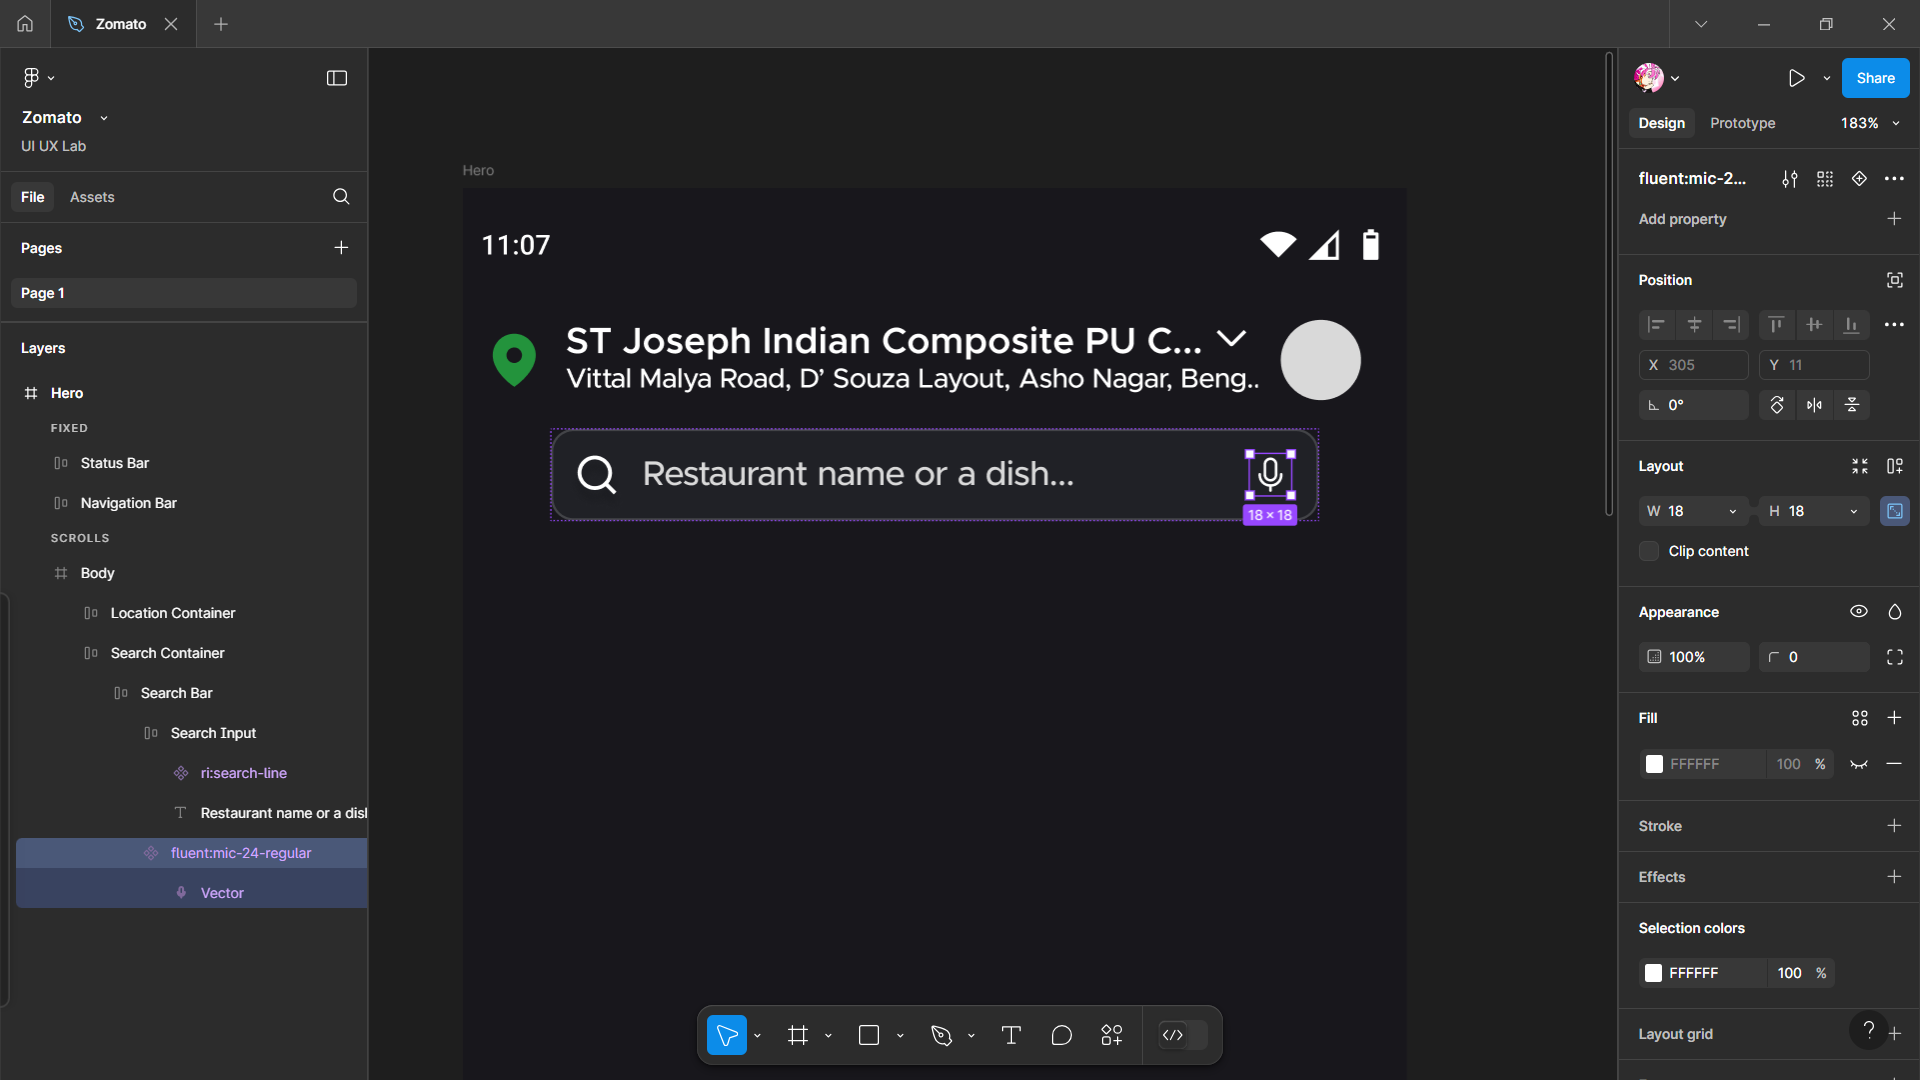 Zomato
Zomato
UI UX Lab
File
Assets
Pages
Page 1
Layers
Hero
FIXED
Status Bar
Navigation Bar
SCROLLS
Body
Location Container
Search Container
Search Bar
Search Input
ri:search-line
Restaurant name or a dish
fluent:mic-24-regular
Vector
Hero
11:07
ST Joseph Indian Composite PU C...
Vittal Malya Road, D’ Souza Layout, Asho Nagar, Beng..
Restaurant name or a dish...
18 × 18
Share
Design
Prototype
183%
fluent:mic-2...
Add property
Position
X 305
Y 11
0°
Layout
W 18
H 18
Clip content
Appearance
100%
0
Fill
FFFFFF 100 %
Stroke
Effects
Selection colors
FFFFFF 100 %
Layout grid
?